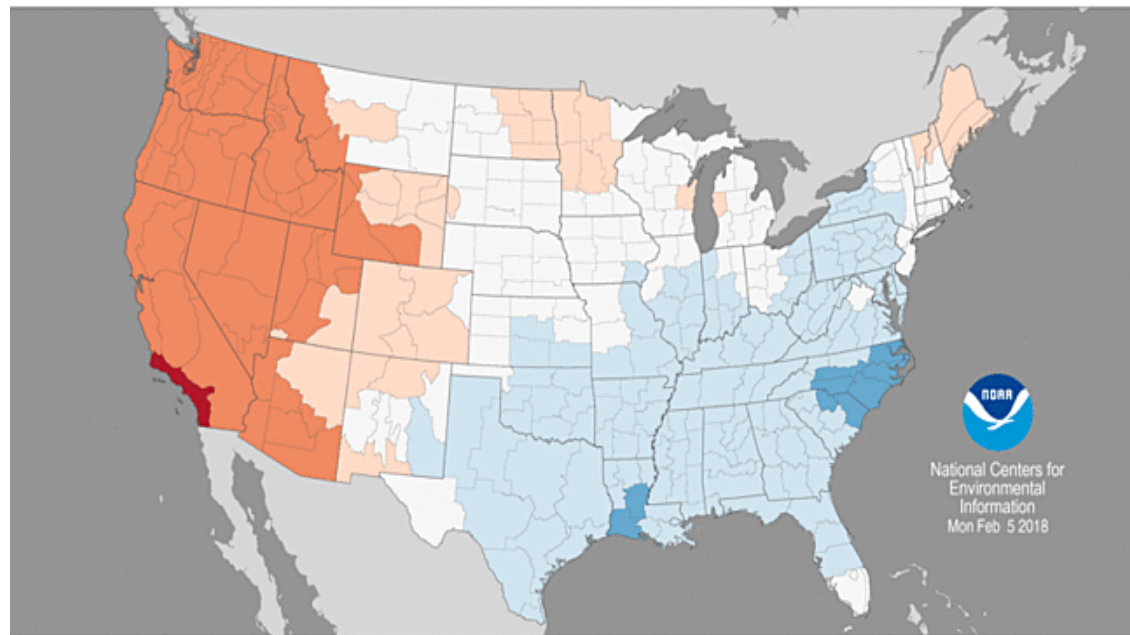 NOAA
National Centers for
Environmental
Information
Mon Feb 5 2018